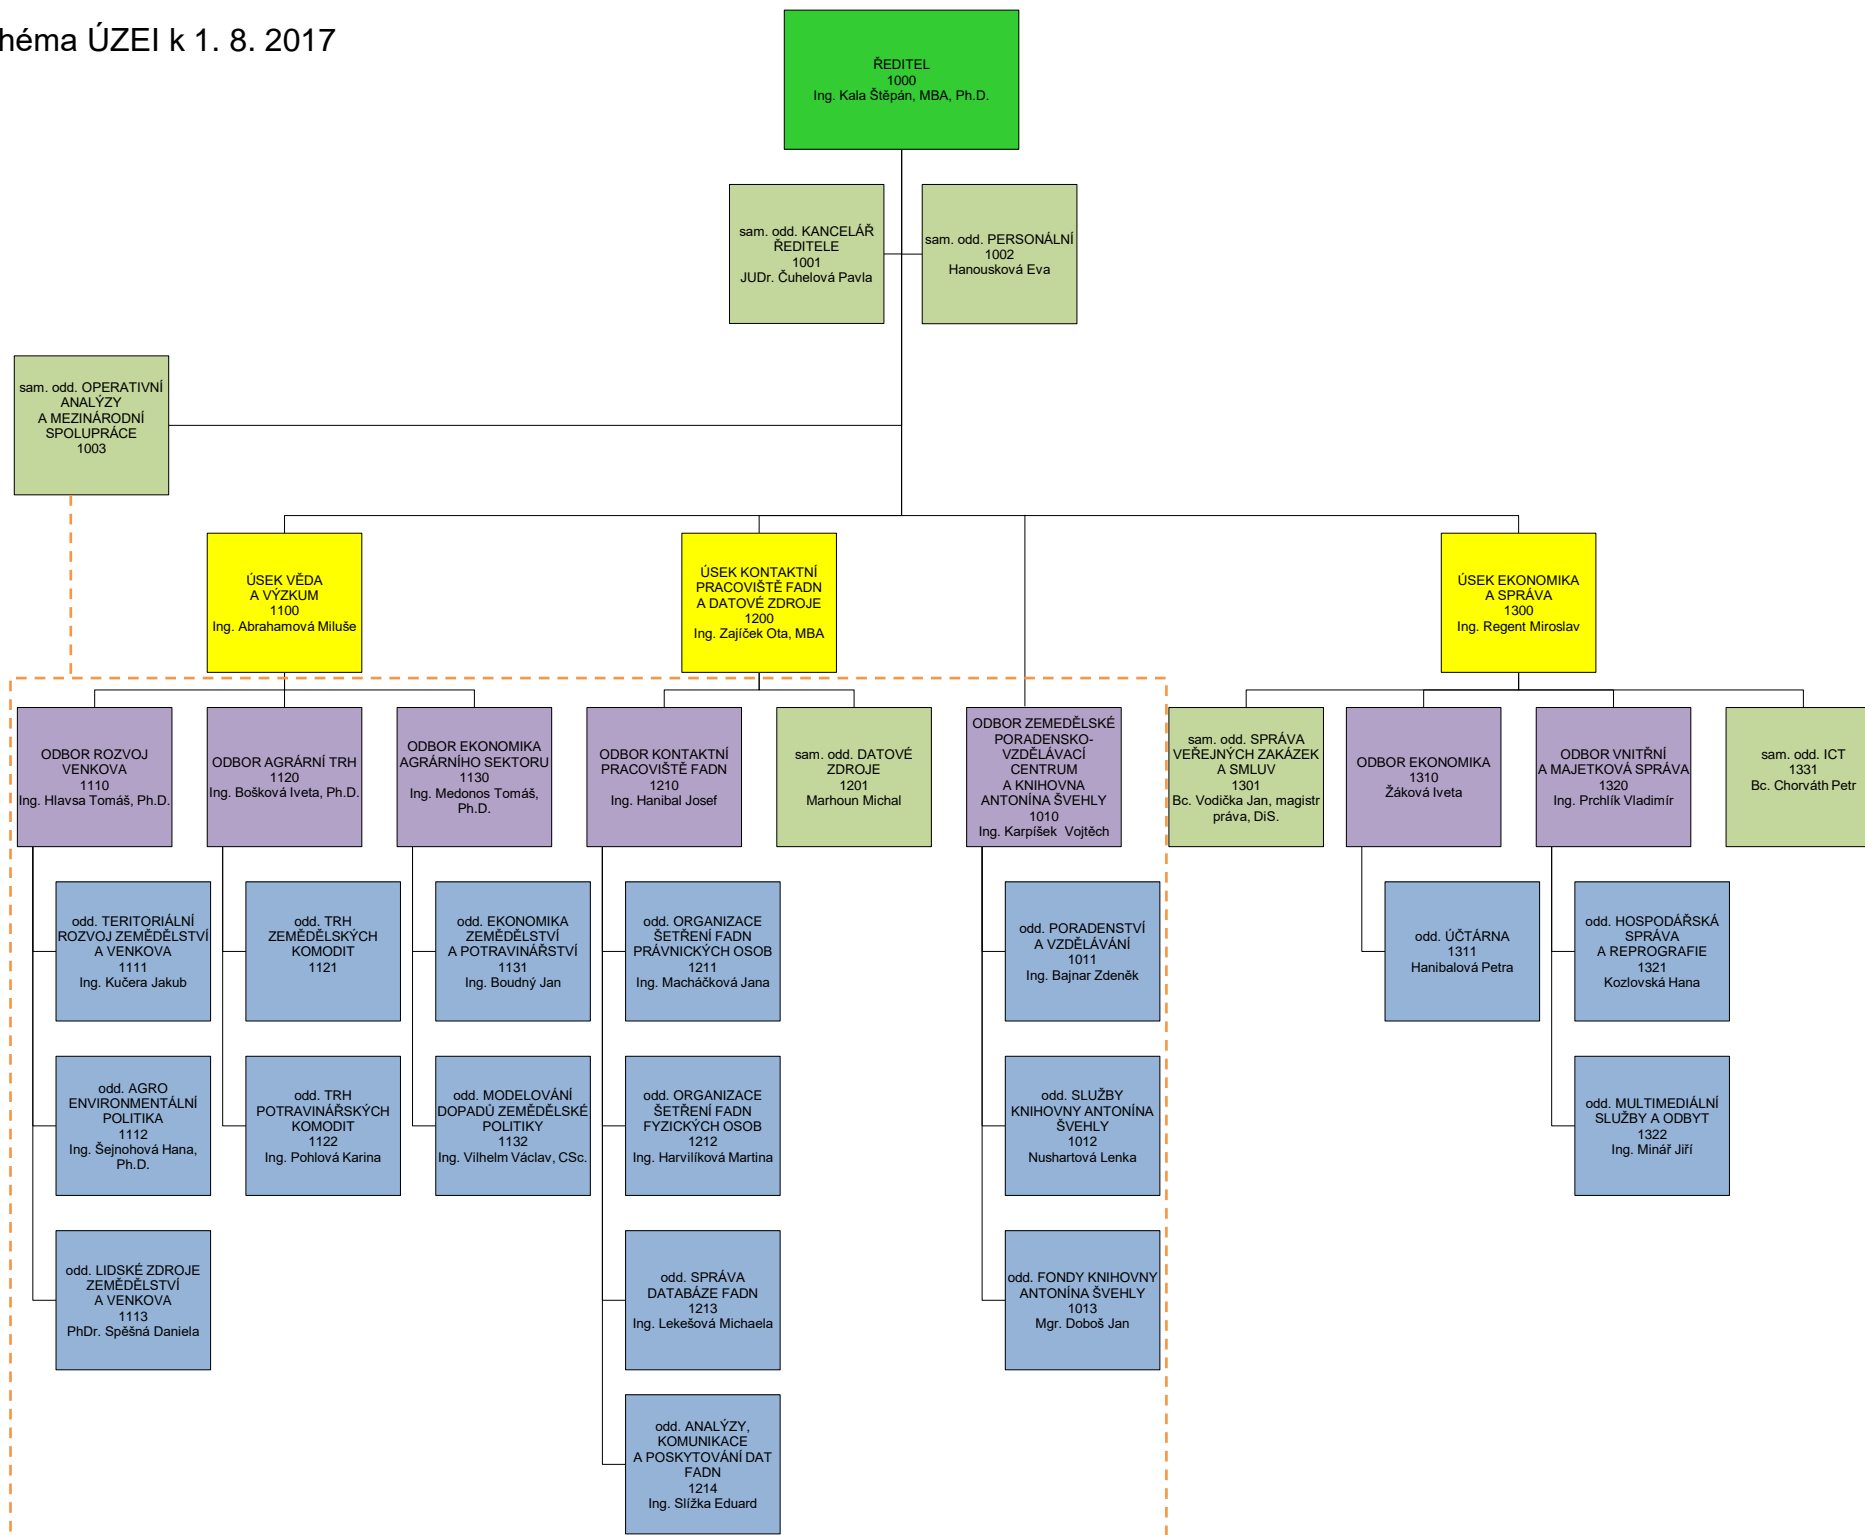 héma ÚZEI k 1. 8. 2017
ŘEDITEL
1000
Ing. Kala Štěpán, MBA, Ph.D.
sam. odd. KANCELÁŘ
ŘEDITELE
1001
JUDr. Čuhelová Pavla
sam. odd. PERSONÁLNÍ
1002
Hanousková Eva
sam. odd. OPERATIVNÍ
ANALÝZY
A MEZINÁRODNÍ
SPOLUPRÁCE
1003
ÚSEK VĚDA
A VÝZKUM
1100
Ing. Abrahamová Miluše
ÚSEK KONTAKTNÍ
PRACOVIŠTĚ FADN
A DATOVÉ ZDROJE
1200
Ing. Zajíček Ota, MBA
ÚSEK EKONOMIKA
A SPRÁVA
1300
Ing. Regent Miroslav
ODBOR ROZVOJ
VENKOVA
1110
Ing. Hlavsa Tomáš, Ph.D.
ODBOR AGRÁRNÍ TRH
1120
Ing. Bošková Iveta, Ph.D.
ODBOR EKONOMIKA
AGRÁRNÍHO SEKTORU
1130
Ing. Medonos Tomáš,
Ph.D.
ODBOR KONTAKTNÍ
PRACOVIŠTĚ FADN
1210
Ing. Hanibal Josef
sam. odd. DATOVÉ
ZDROJE
1201
Marhoun Michal
ODBOR ZEMEDĚLSKÉ
PORADENSKO-
VZDĚLÁVACÍ
CENTRUM
A KNIHOVNA
ANTONÍNA ŠVEHLY
1010
Ing. Karpíšek  Vojtěch
sam. odd. SPRÁVA
VEŘEJNÝCH ZAKÁZEK
A SMLUV
1301
Bc. Vodička Jan, magistr
práva, DiS.
ODBOR EKONOMIKA
1310
Žáková Iveta
ODBOR VNITŘNÍ
A MAJETKOVÁ SPRÁVA
1320
Ing. Prchlík Vladimír
sam. odd. ICT
1331
Bc. Chorváth Petr
odd. TERITORIÁLNÍ
ROZVOJ ZEMĚDĚLSTVÍ
A VENKOVA
1111
Ing. Kučera Jakub
odd. TRH
ZEMĚDĚLSKÝCH
KOMODIT
1121
odd. EKONOMIKA
ZEMĚDĚLSTVÍ
A POTRAVINÁŘSTVÍ
1131
Ing. Boudný Jan
odd. ORGANIZACE
ŠETŘENÍ FADN
PRÁVNICKÝCH OSOB
1211
Ing. Macháčková Jana
odd. PORADENSTVÍ
A VZDĚLÁVÁNÍ
1011
Ing. Bajnar Zdeněk
odd. ÚČTÁRNA
1311
Hanibalová Petra
odd. HOSPODÁŘSKÁ
SPRÁVA
A REPROGRAFIE
1321
Kozlovská Hana
odd. AGRO
ENVIRONMENTÁLNÍ
POLITIKA
1112
Ing. Šejnohová Hana,
Ph.D.
odd. TRH
POTRAVINÁŘSKÝCH
KOMODIT
1122
Ing. Pohlová Karina
odd. MODELOVÁNÍ
DOPADŮ ZEMĚDĚLSKÉ
POLITIKY
1132
Ing. Vilhelm Václav, CSc.
odd. ORGANIZACE
ŠETŘENÍ FADN
FYZICKÝCH OSOB
1212
Ing. Harvilíková Martina
odd. SLUŽBY
KNIHOVNY ANTONÍNA
ŠVEHLY
1012
Nushartová Lenka
odd. MULTIMEDIÁLNÍ
SLUŽBY A ODBYT
1322
Ing. Minář Jiří
odd. LIDSKÉ ZDROJE
ZEMĚDĚLSTVÍ
A VENKOVA
1113
PhDr. Spěšná Daniela
odd. SPRÁVA
DATABÁZE FADN
1213
Ing. Lekešová Michaela
odd. FONDY KNIHOVNY
ANTONÍNA ŠVEHLY
1013
Mgr. Doboš Jan
odd. ANALÝZY,
KOMUNIKACE
A POSKYTOVÁNÍ DAT
FADN
1214
Ing. Slížka Eduard